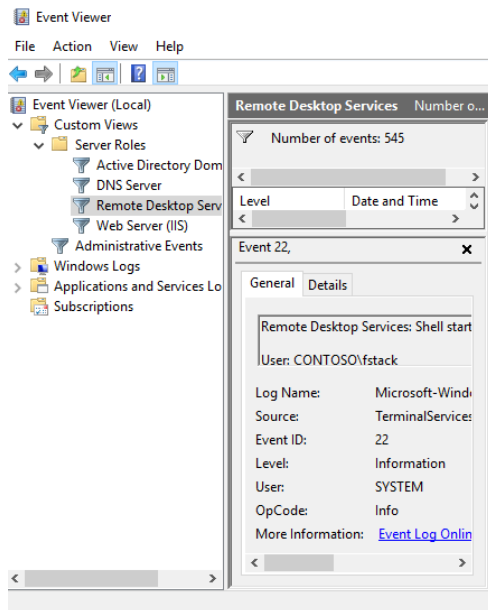 Event Viewer
File Action View Help
Event Viewer (Local)
Custom Views
Server Roles
Active Directory Dom
DNS Server
Remote Desktop Serv
Web Server (IIS)
Administrative Events
Windows Logs
Applications and Services Lo
Subscriptions
Remote Desktop Services Number o...
Number of events: 545
Level Date and Time
Event 22,
General Details
Remote Desktop Services: Shell start
User: CONTOSO\fstack
Log Name: Microsoft-Windo
Source: TerminalServices
Event ID: 22
Level: Information
User: SYSTEM
OpCode: Info
More Information: Event Log Onlin